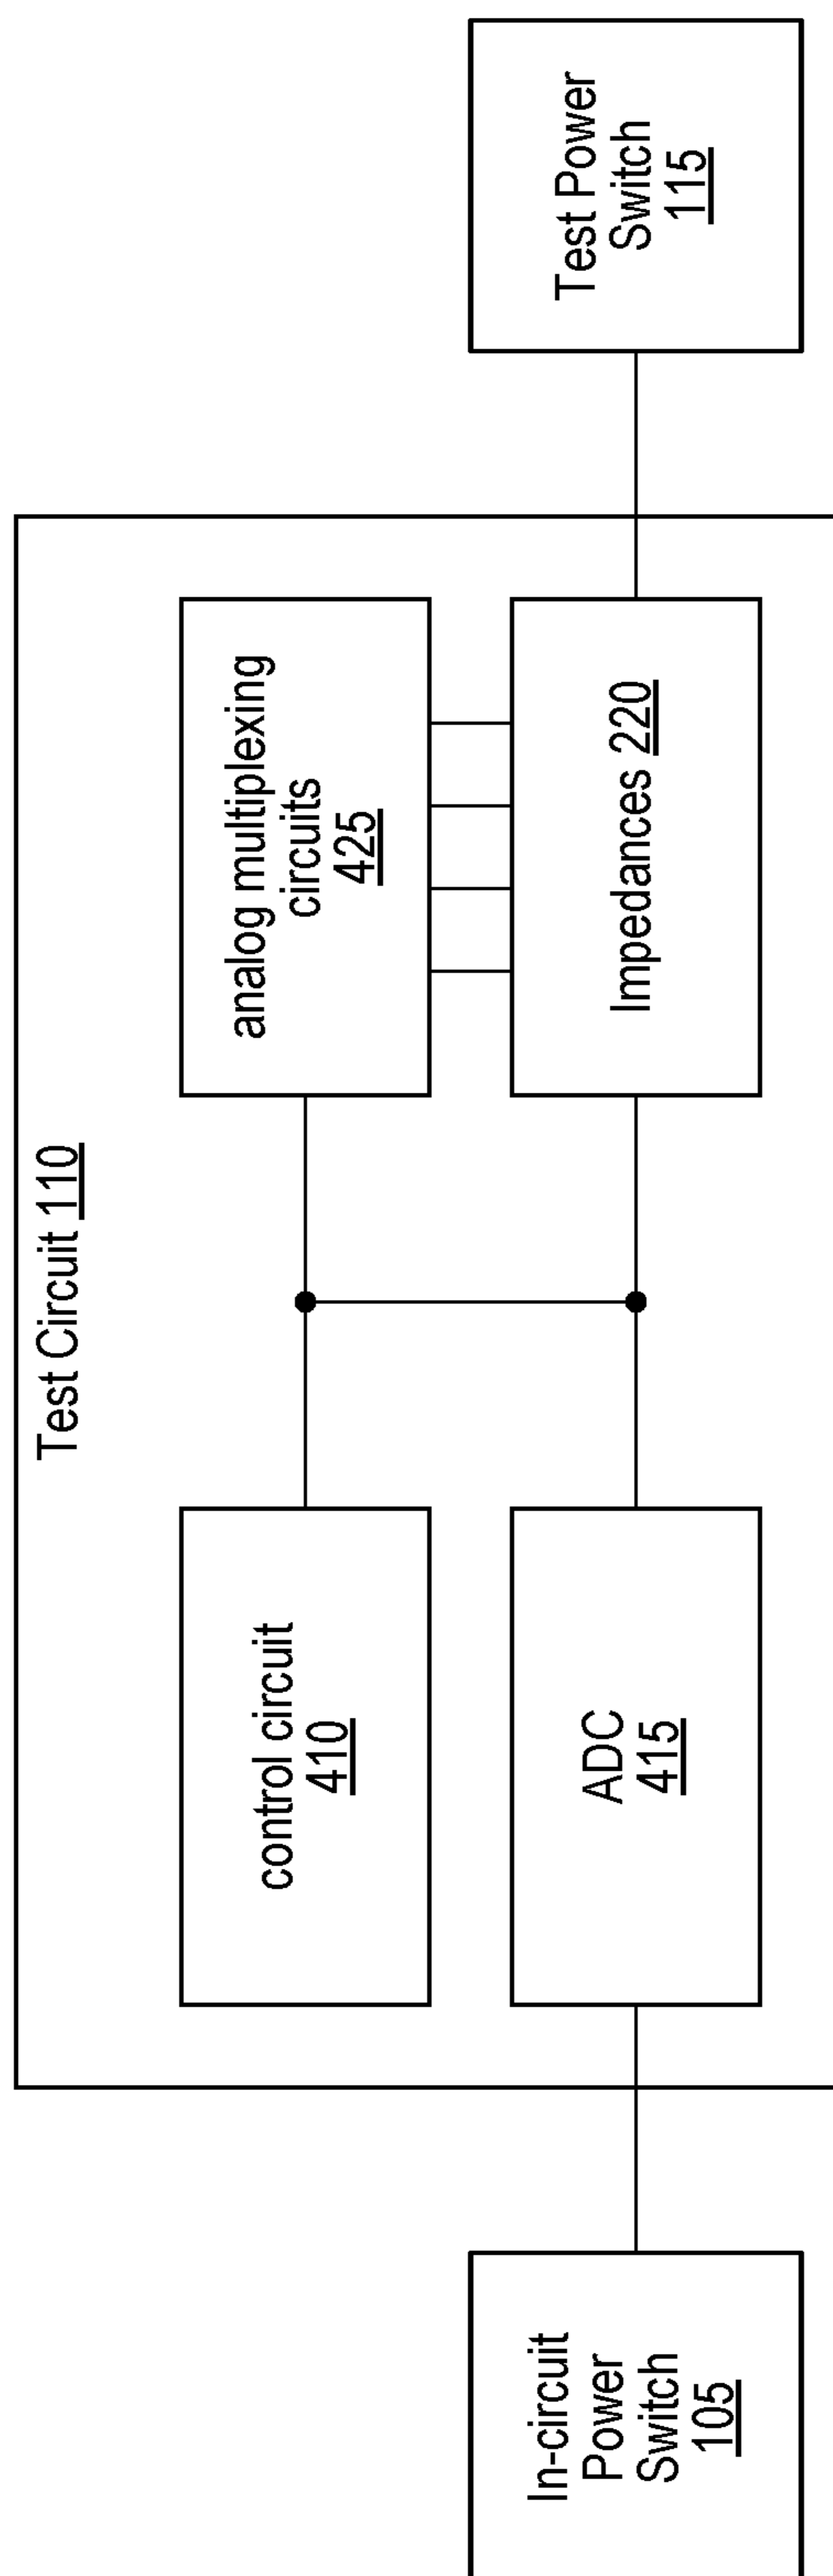 Test Circuit 110
control circuit
410
analog multiplexing
circuits
425
In-circuit
Power
Switch
105
ADC
415
Impedances 220
Test Power
Switch
115